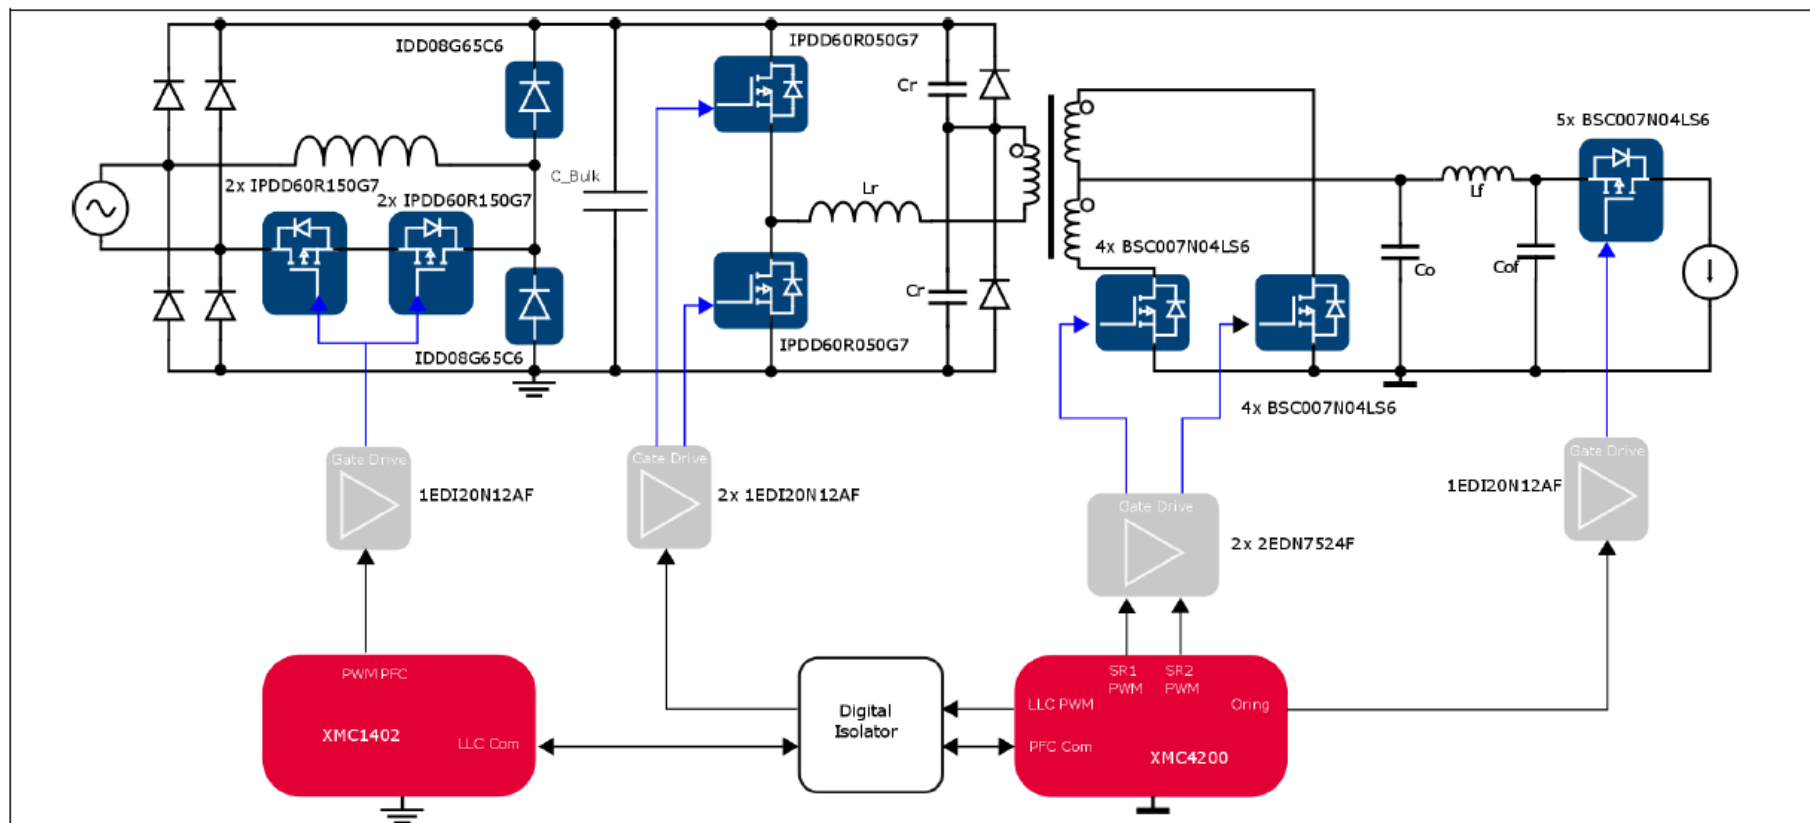 IDD08G65C6
IPDD60R050G7
Cr
5x BSC007N04LS6
2x IPDD60R150G7
2x IPDD60R150G7
C_Bulk
Lr
Lf
4x BSC007N04LS6
Co
Cof
Cr
IDD08G65C6
IPDD60R050G7
4x BSC007N04LS6
Gate Drive
1EDI20N12AF
Gate Drive
2x 1EDI20N12AF
Gate Drive
2x 2EDN7524F
Gate Drive
1EDI20N12AF
PWM PFC
XMC1402
LLC Com
Digital
Isolator
SR1
PWM
SR2
PWM
LLC PWM
Oring
PFC Com
XMC4200